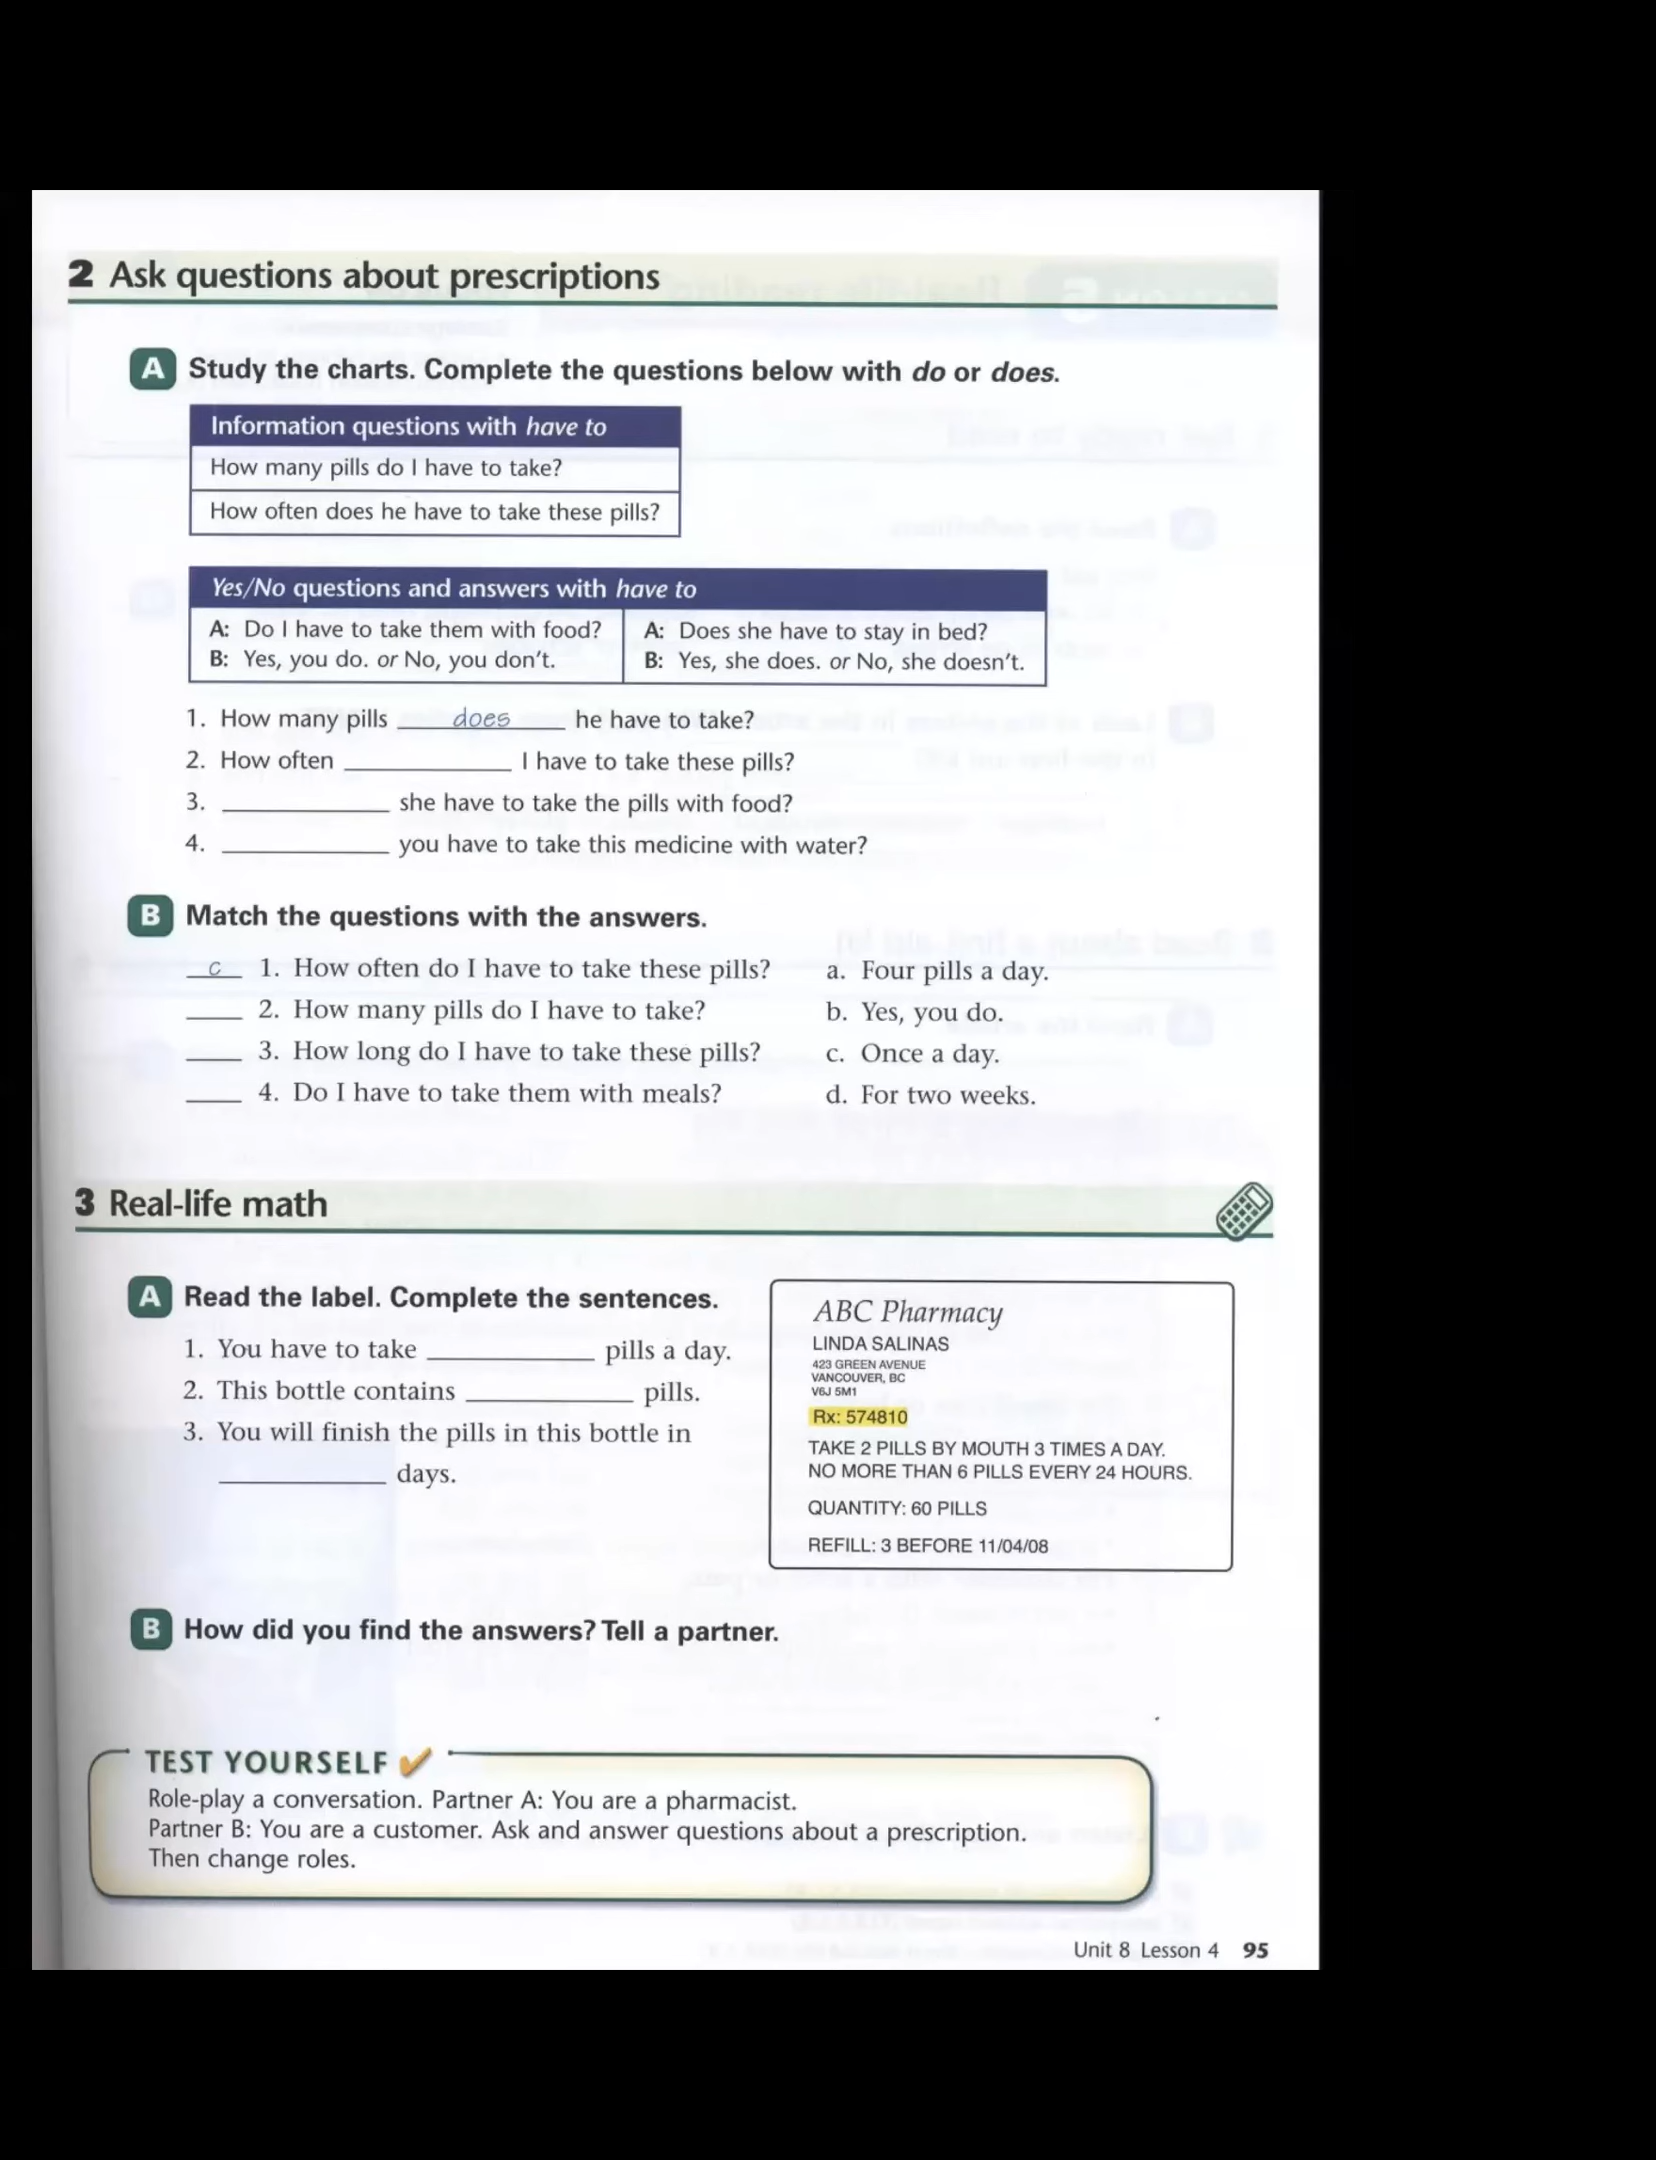 2 Ask questions about prescriptions
A Study the charts. Complete the questions below with do or does.
Information questions with have to
How many pills do I have to take?
How often does he have to take these pills?
Yes/No questions and answers with have to
A: Do I have to take them with food?
B: Yes, you do. or No, you don't.
A: Does she have to stay in bed?
B: Yes, she does. or No, she doesn't.
1. How many pills does he have to take?
2. How often ____________ I have to take these pills?
3. ____________ she have to take the pills with food?
4. ____________ you have to take this medicine with water?
B Match the questions with the answers.
c 1. How often do I have to take these pills?
____ 2. How many pills do I have to take?
____ 3. How long do I have to take these pills?
____ 4. Do I have to take them with meals?
a. Four pills a day.
b. Yes, you do.
c. Once a day.
d. For two weeks.
3 Real-life math
A Read the label. Complete the sentences.
1. You have to take ____________ pills a day.
2. This bottle contains ____________ pills.
3. You will finish the pills in this bottle in
____________ days.
ABC Pharmacy
LINDA SALINAS
423 GREEN AVENUE
VANCOUVER, BC
V6J 5M1
Rx: 574810
TAKE 2 PILLS BY MOUTH 3 TIMES A DAY.
NO MORE THAN 6 PILLS EVERY 24 HOURS.
QUANTITY: 60 PILLS
REFILL: 3 BEFORE 11/04/08
B How did you find the answers? Tell a partner.
TEST YOURSELF ✔
Role-play a conversation. Partner A: You are a pharmacist.
Partner B: You are a customer. Ask and answer questions about a prescription.
Then change roles.
Unit 8 Lesson 4 95